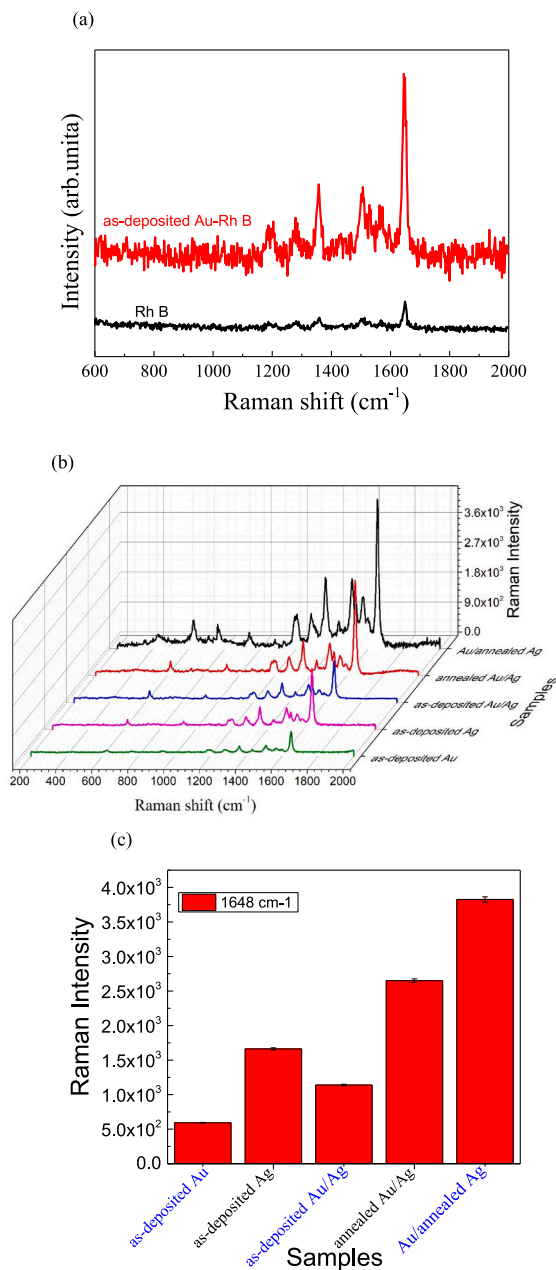 (a)
Intensity (arb.unita)
as-deposited Au-Rh B
Rh B
600 800 1000 1200 1400 1600 1800 2000
Raman shift (cm⁻¹)
(b)
3.6x10³
2.7x10³
1.8x10³
9.0x10²
0.0
Raman Intensity
Au/annealed Ag
annealed Au/Ag
as-deposited Au/Ag
as-deposited Ag
as-deposited Au
Samples
200 400 600 800 1000 1200 1400 1600 1800 2000
Raman shift (cm⁻¹)
(c)
Raman Intensity
4.0x10³
3.5x10³
3.0x10³
2.5x10³
2.0x10³
1.5x10³
1.0x10³
5.0x10²
0.0
1648 cm-1
as-deposited Au
as-deposited Ag
as-deposited Au/Ag
annealed Au/Ag
Au/annealed Ag
Samples